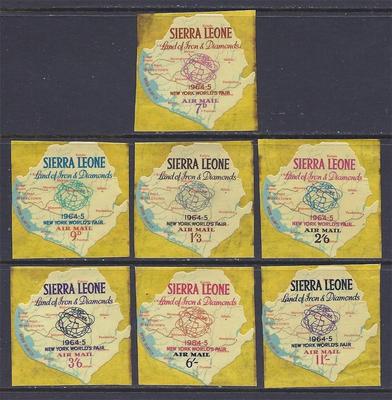 SIERRA LEONE
Land of Iron & Diamonds
1964-5
NEW YORK WORLD'S FAIR
AIR MAIL
7D
SIERRA LEONE
Land of Iron & Diamonds
1964-5
NEW YORK WORLD'S FAIR
AIR MAIL
9D
SIERRA LEONE
Land of Iron & Diamonds
1964-5
NEW YORK WORLD'S FAIR
AIR MAIL
1/3
SIERRA LEONE
Land of Iron & Diamonds
1964-5
NEW YORK WORLD'S FAIR
AIR MAIL
2/6
SIERRA LEONE
Land of Iron & Diamonds
1964-5
NEW YORK WORLD'S FAIR
AIR MAIL
3/6
SIERRA LEONE
Land of Iron & Diamonds
1964-5
NEW YORK WORLD'S FAIR
AIR MAIL
6/-
SIERRA LEONE
Land of Iron & Diamonds
1964-5
NEW YORK WORLD'S FAIR
AIR MAIL
11/-